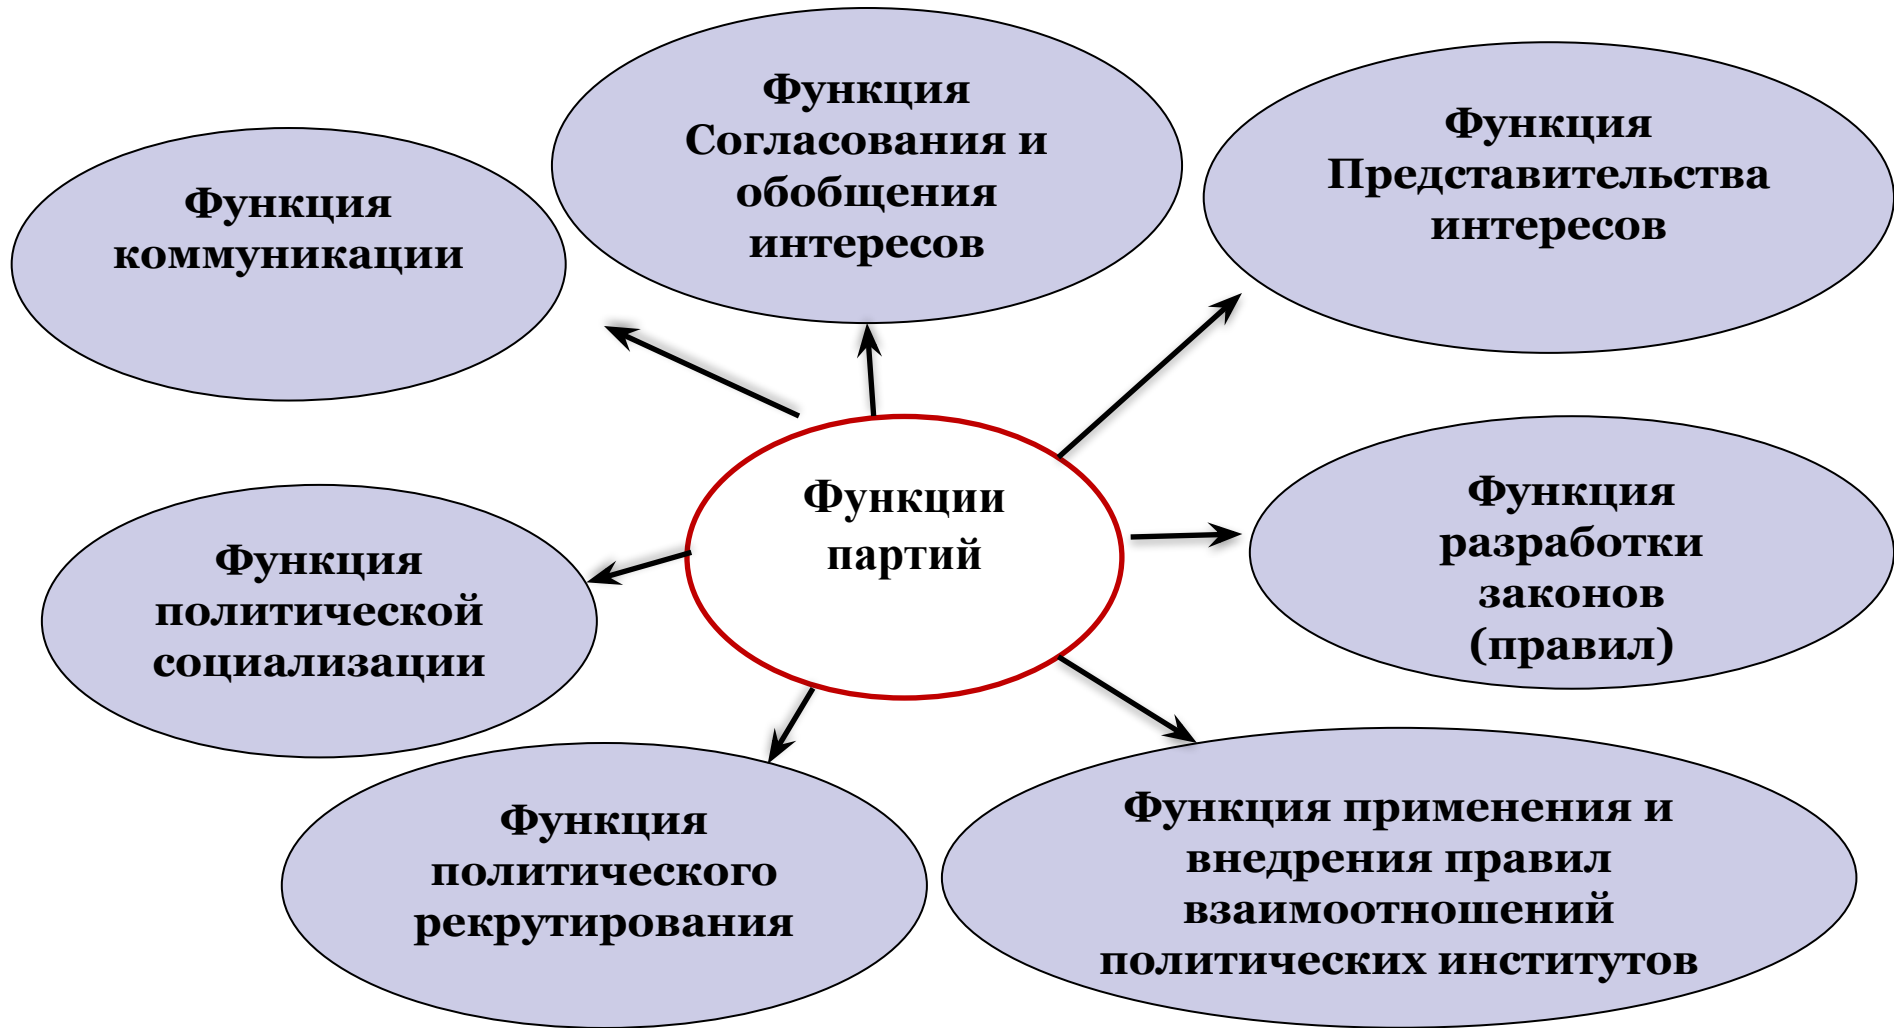 Функция
Согласования и
обобщения
интересов
Функция
Представительства
интересов
Функция
коммуникации
Функции
партий
Функция
разработки
законов
(правил)
Функция
политической
социализации
Функция
политического
рекрутирования
Функция применения и
внедрения правил
взаимоотношений
политических институтов